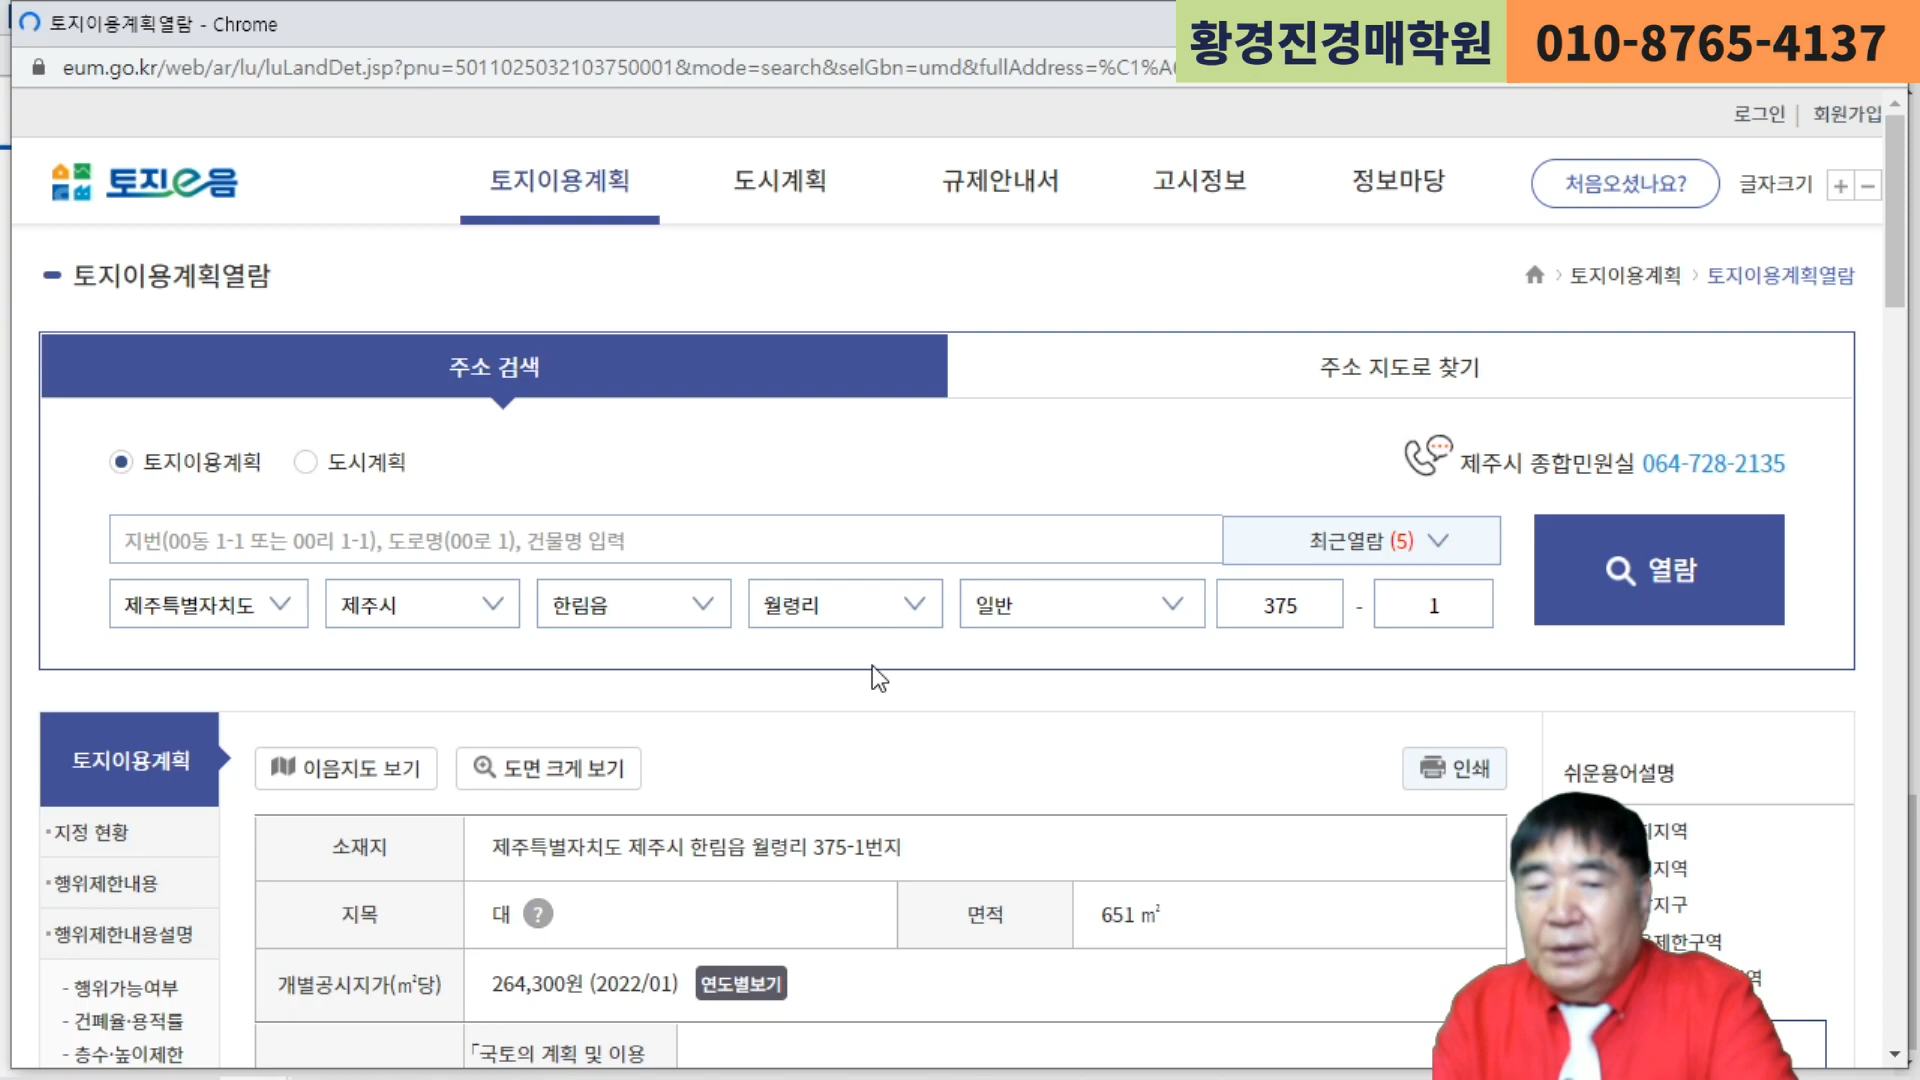 토지이용계획열람 - Chrome
황경진경매학원 010-8765-4137
eum.go.kr/web/ar/lu/luLandDet.jsp?pnu=5011025032103750001&mode=search&selGbn=umd&fullAddress=%C1%A
로그인 | 회원가입
토지e음
토지이용계획 도시계획 규제안내서 고시정보 정보마당 처음오셨나요? 글자크기 + -
토지이용계획열람
토지이용계획 > 토지이용계획열람
주소 검색 주소 지도로 찾기
토지이용계획 도시계획 제주시 종합민원실 064-728-2135
지번(00동 1-1 또는 00리 1-1), 도로명(00로 1), 건물명 입력 최근열람 (5)
열람
제주특별자치도 제주시 한림읍 월령리 일반 375 - 1
토지이용계획 이음지도 보기 도면 크게 보기 인쇄 쉬운용어설명
·지정 현황 소재지 제주특별자치도 제주시 한림읍 월령리 375-1번지 지역
·행위제한내용 지역
지목 대 ? 면적 651 ㎡ 지구
·행위제한내용설명 제한구역
- 행위가능여부 개별공시지가(㎡당) 264,300원 (2022/01) 연도별보기 역
- 건폐율·용적률
- 층수·높이제한 「국토의 계획 및 이용